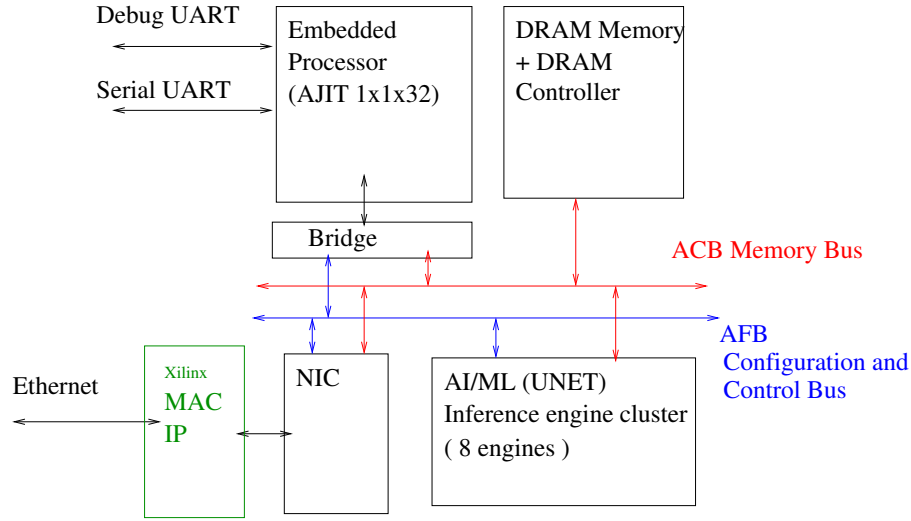 Debug UART
Serial UART
Embedded
Processor
(AJIT 1x1x32)
DRAM Memory
+ DRAM
Controller
Bridge
ACB Memory Bus
AFB
Configuration and
Control Bus
Ethernet
Xilinx
MAC
IP
NIC
AI/ML (UNET)
Inference engine cluster
( 8 engines )